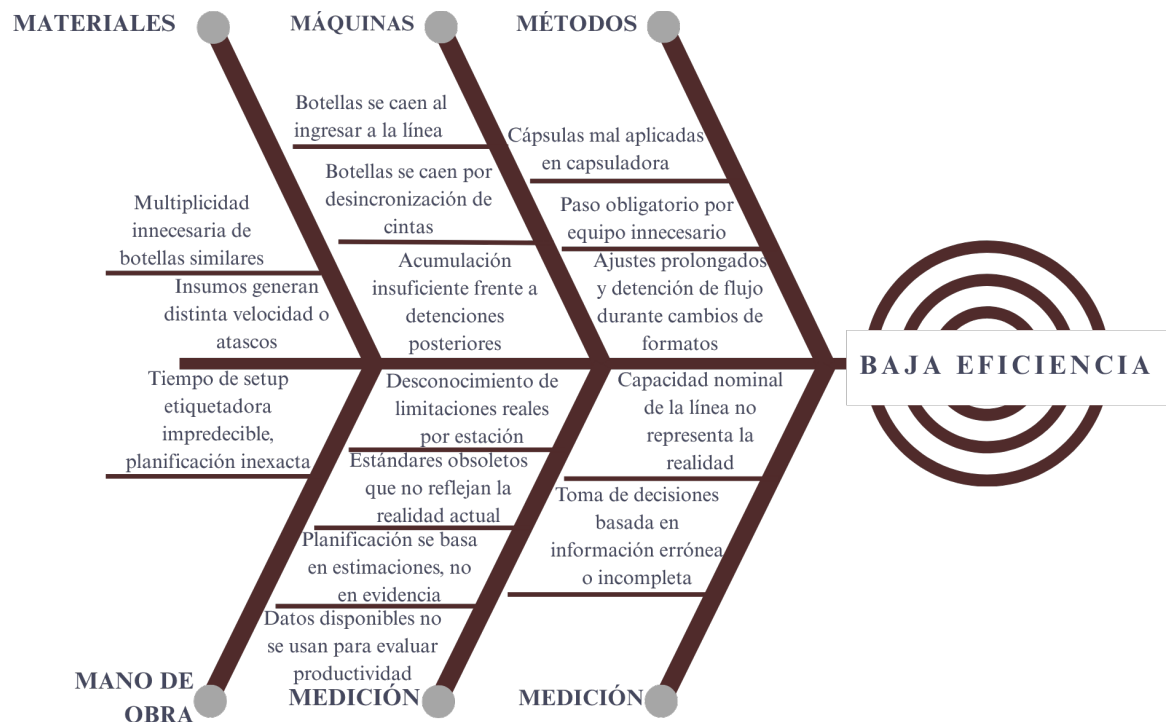 MATERIALES
MÁQUINAS
MÉTODOS
Multiplicidad
innecesaria de
botellas similares
Insumos generan
distinta velocidad o
atascos
Botellas se caen al
ingresar a la línea
Botellas se caen por
desincronización de
cintas
Acumulación
insuficiente frente a
detenciones
posteriores
Cápsulas mal aplicadas
en capsuladora
Paso obligatorio por
equipo innecesario
Ajustes prolongados
y detención de flujo
durante cambios de
formatos
BAJA EFICIENCIA
Tiempo de setup
etiquetadora
impredecible,
planificación inexacta
Desconocimiento de
limitaciones reales
por estación
Estándares obsoletos
que no reflejan la
realidad actual
Planificación se basa
en estimaciones, no
en evidencia
Datos disponibles no
se usan para evaluar
productividad
Capacidad nominal
de la línea no
representa la
realidad
Toma de decisiones
basada en
información errónea
o incompleta
MANO DE
OBRA
MEDICIÓN
MEDICIÓN